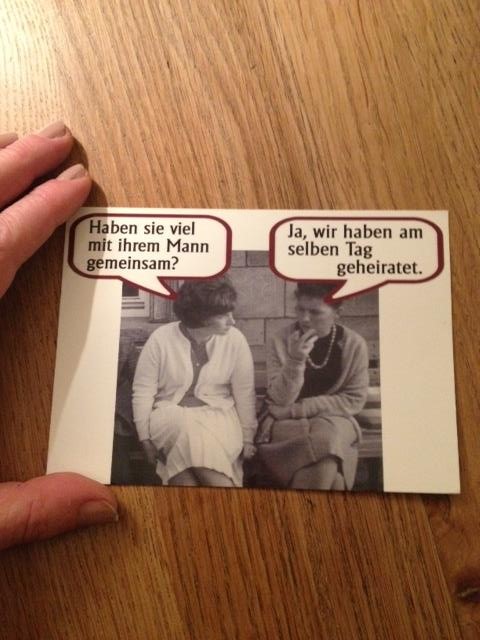 Haben sie viel
mit ihrem Mann
gemeinsam?
Ja, wir haben am
selben Tag
geheiratet.